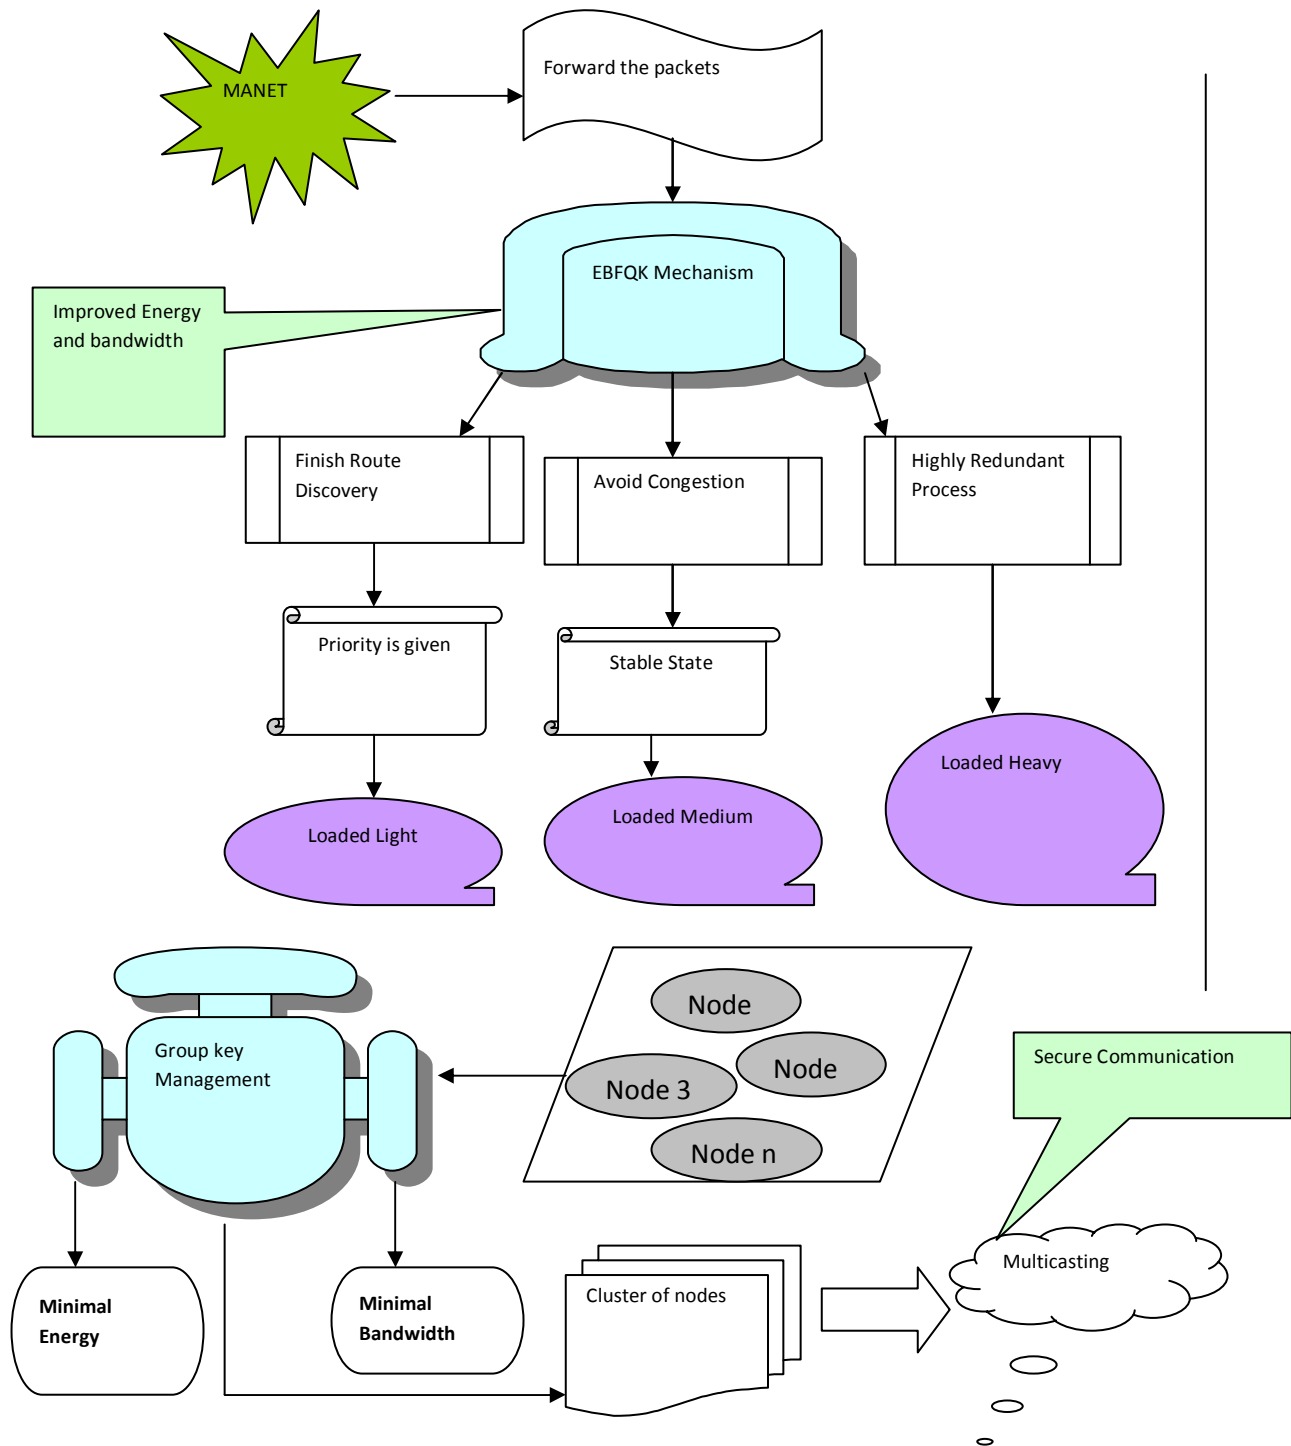 MANET
Forward the packets
EBFQK Mechanism
Improved Energy
and bandwidth
Finish Route
Discovery
Avoid Congestion
Highly Redundant
Process
Priority is given
Stable State
Loaded Light
Loaded Medium
Loaded Heavy
Group key
Management
Node
Node
Node 3
Node n
Secure Communication
Minimal
Energy
Minimal
Bandwidth
Cluster of nodes
Multicasting